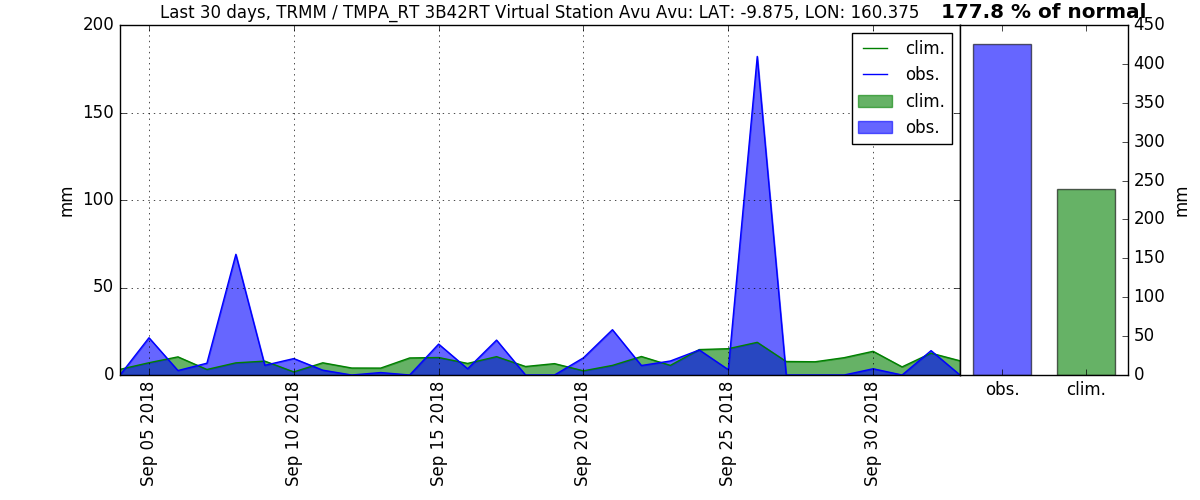 Last 30 days, TRMM / TMPA_RT 3B42RT Virtual Station Avu Avu: LAT: -9.875, LON: 160.375
177.8 % of normal
200
150
100
50
0
mm
clim.
obs.
clim.
obs.
450
400
350
300
250
200
150
100
50
0
mm
Sep 05 2018
Sep 10 2018
Sep 15 2018
Sep 20 2018
Sep 25 2018
Sep 30 2018
obs.
clim.